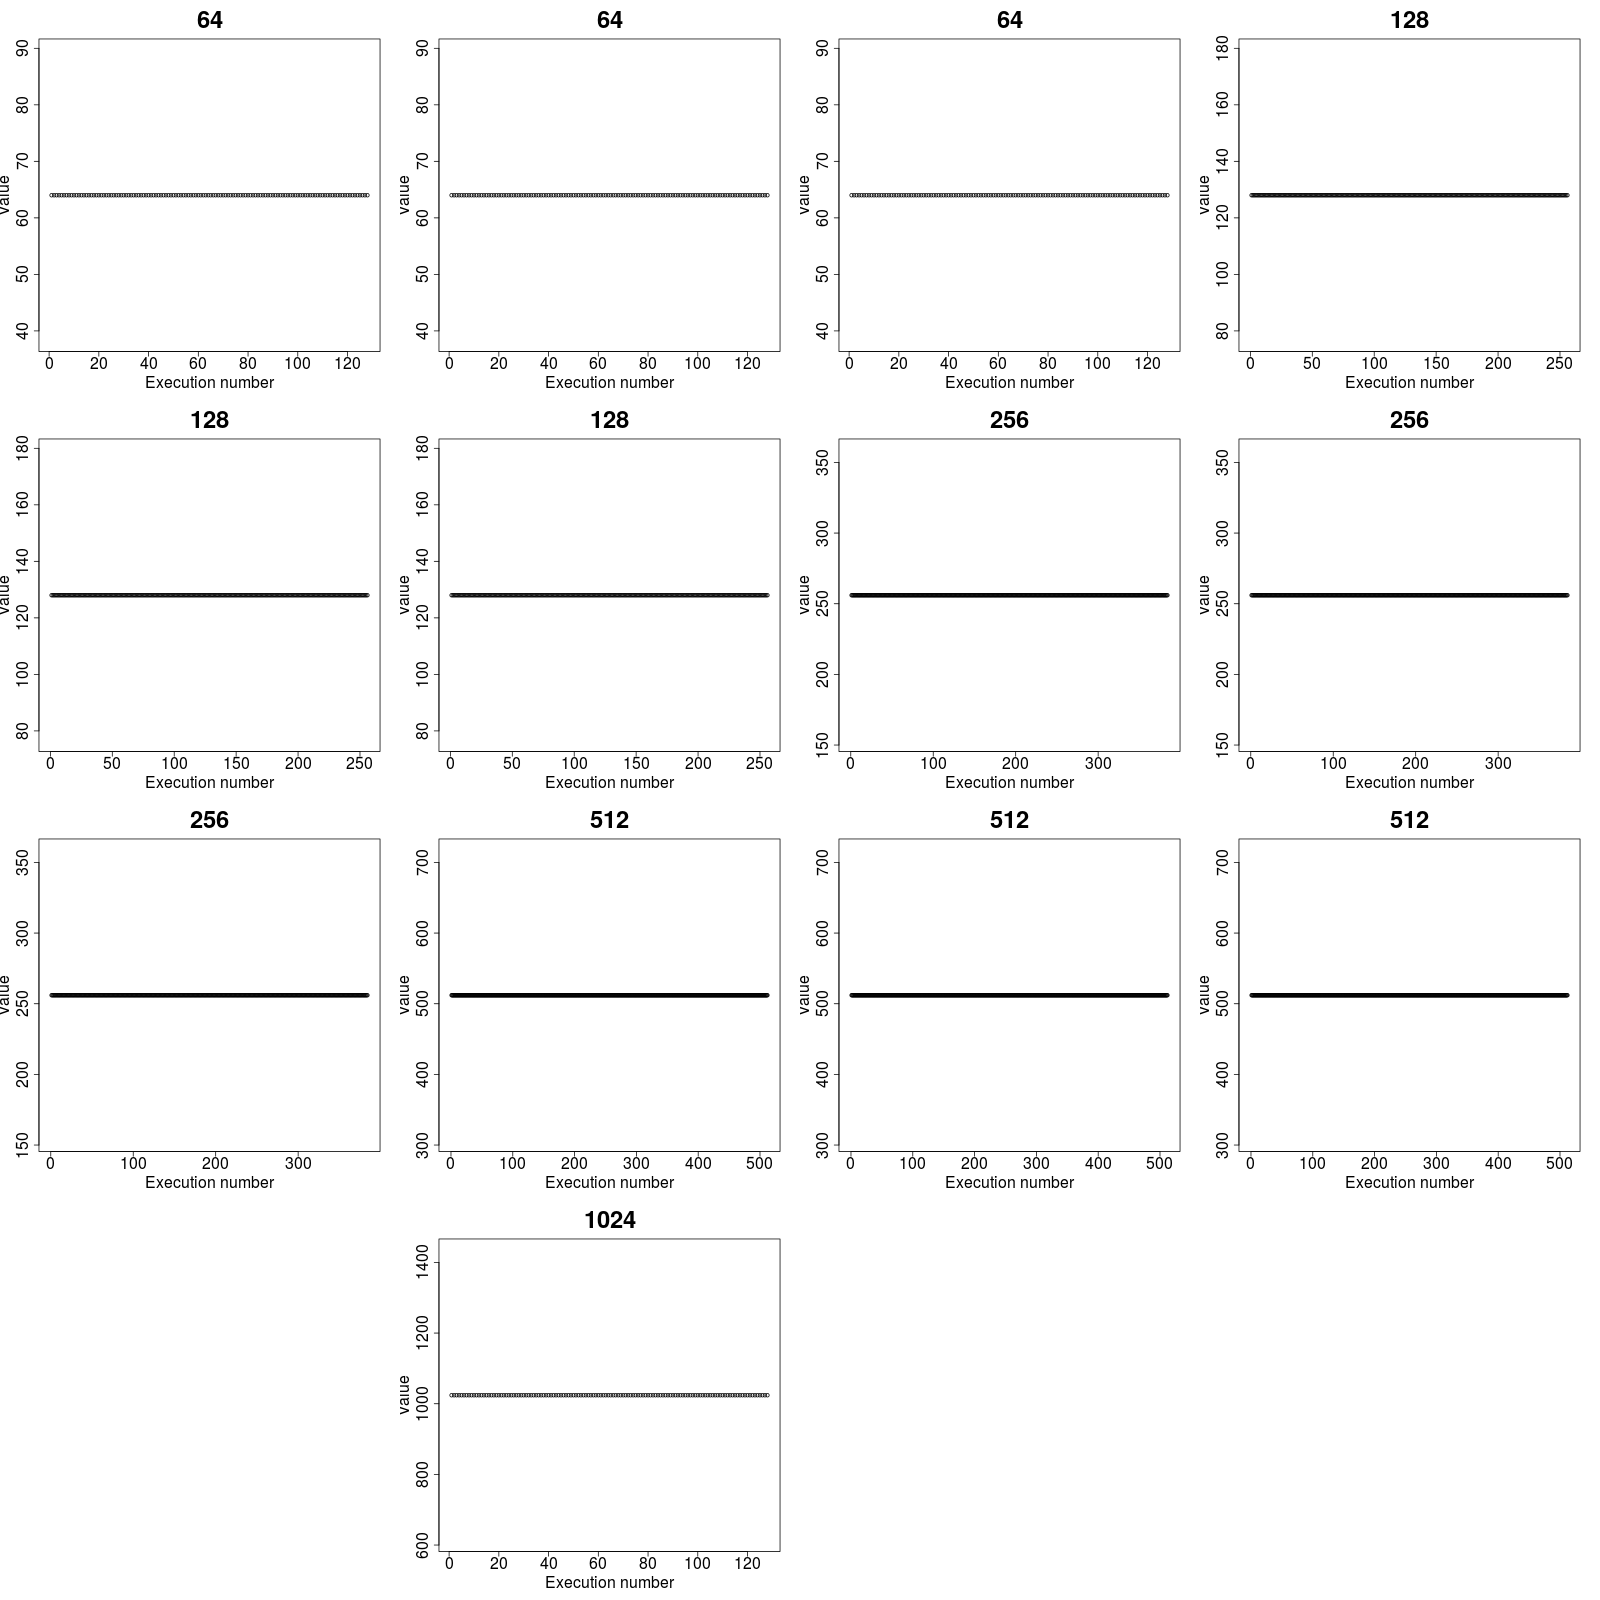 64
value
40 50 60 70 80 90
0 20 40 60 80 100 120
Execution number
64
value
40 50 60 70 80 90
0 20 40 60 80 100 120
Execution number
64
value
40 50 60 70 80 90
0 20 40 60 80 100 120
Execution number
128
value
80 100 120 140 160 180
0 50 100 150 200 250
Execution number
128
value
80 100 120 140 160 180
0 50 100 150 200 250
Execution number
128
value
80 100 120 140 160 180
0 50 100 150 200 250
Execution number
256
value
150 200 250 300 350
0 100 200 300
Execution number
256
value
150 200 250 300 350
0 100 200 300
Execution number
256
value
150 200 250 300 350
0 100 200 300
Execution number
512
value
300 400 500 600 700
0 100 200 300 400 500
Execution number
512
value
300 400 500 600 700
0 100 200 300 400 500
Execution number
512
value
300 400 500 600 700
0 100 200 300 400 500
Execution number
1024
value
600 800 1000 1200 1400
0 20 40 60 80 100 120
Execution number